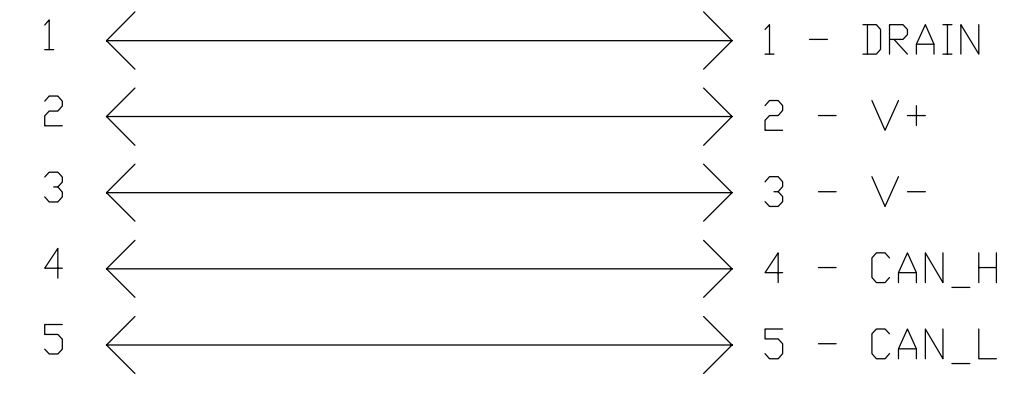 1 1 - DRAIN
2 2 - V+
3 3 - V-
4 4 - CAN_H
5 5 - CAN_L